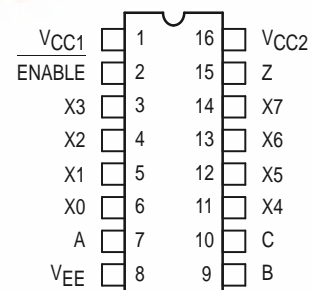 VCC1 1 16 VCC2
ENABLE 2 15 Z
X3 3 14 X7
X2 4 13 X6
X1 5 12 X5
X0 6 11 X4
A 7 10 C
VEE 8 9 B